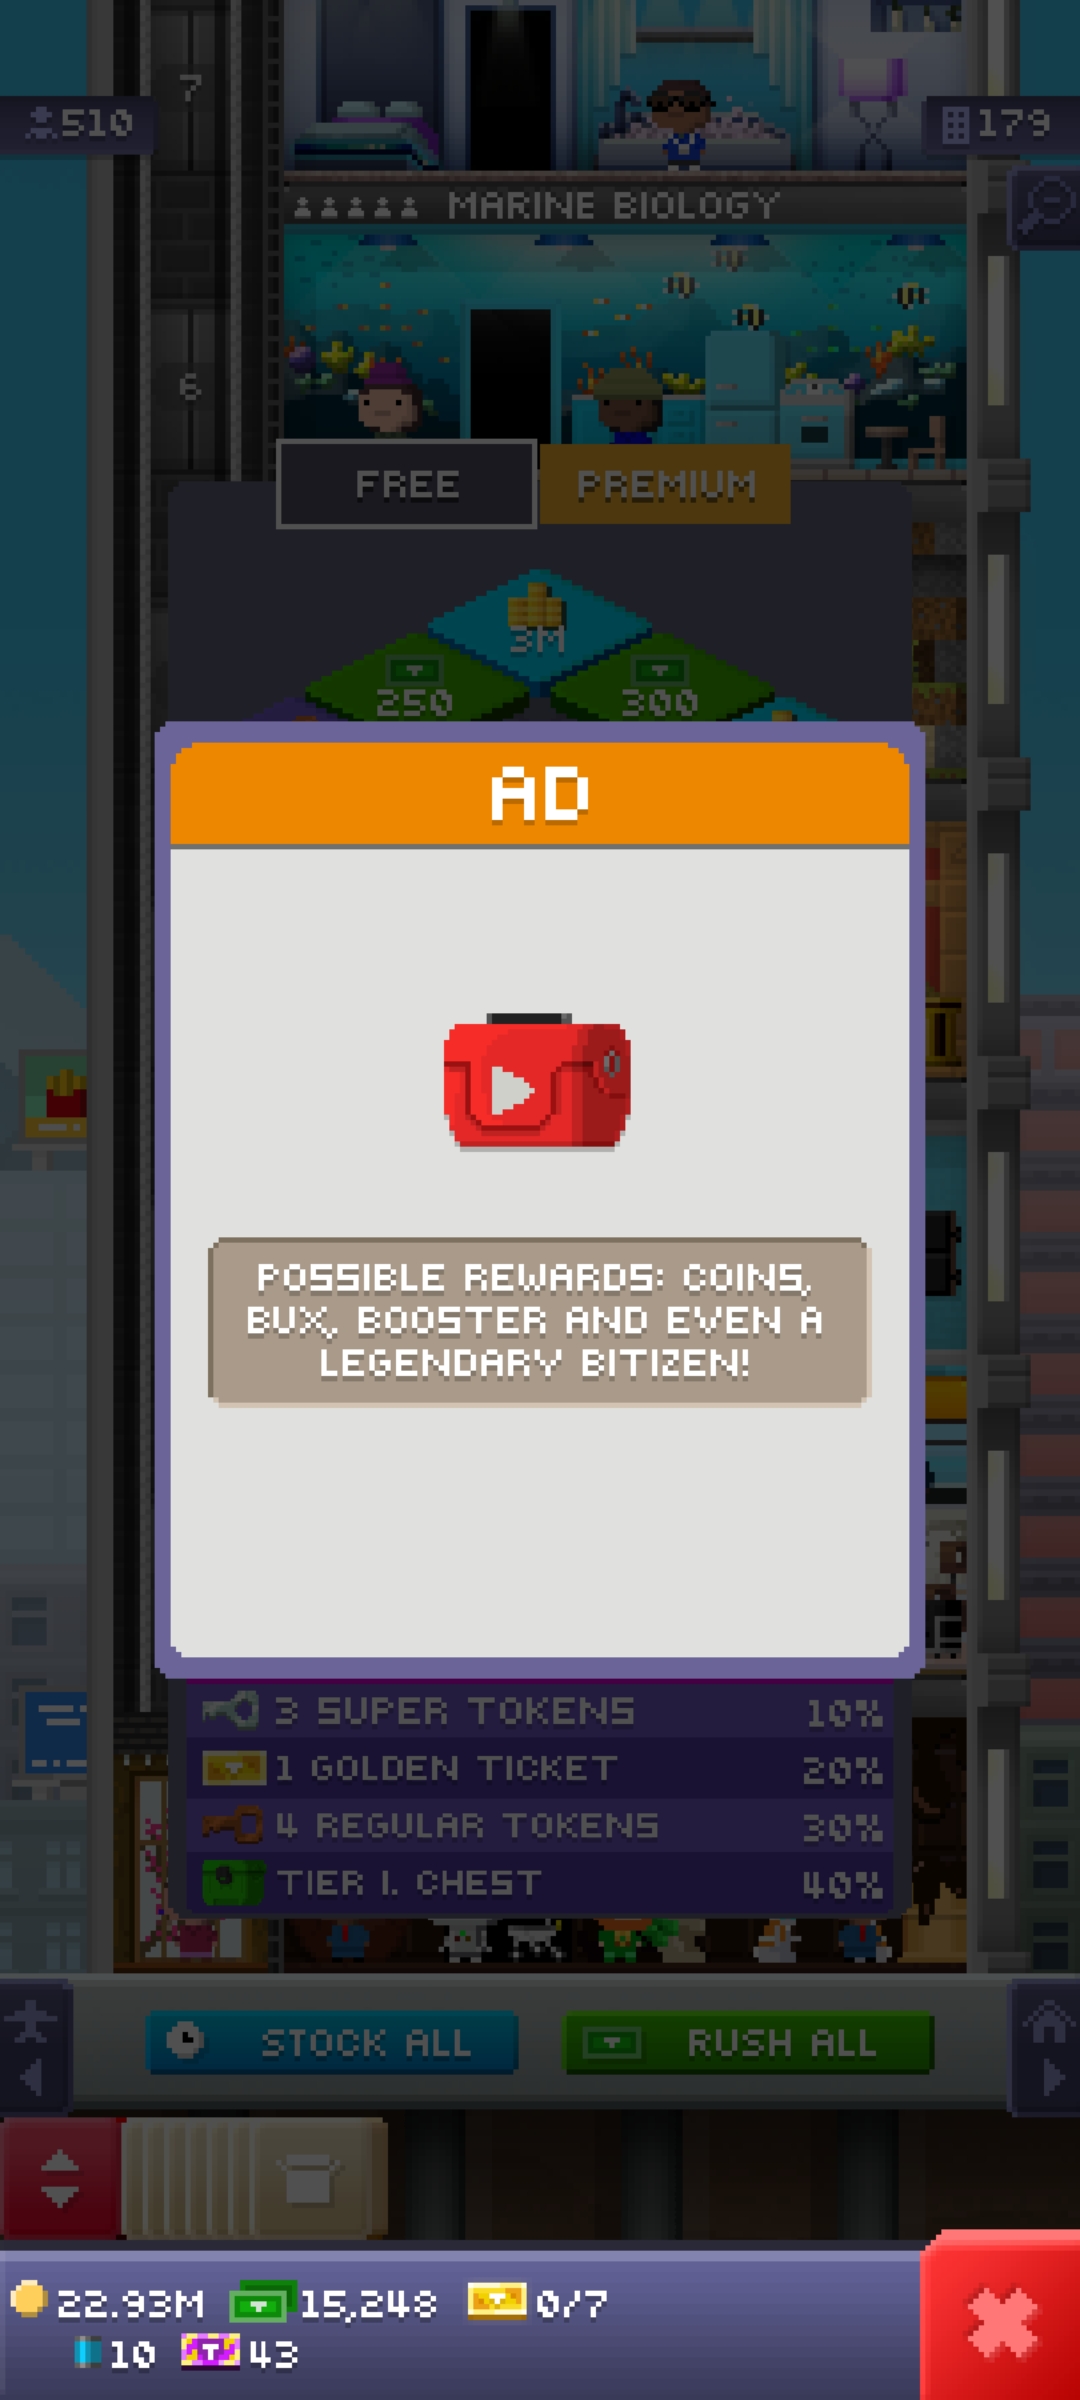 7
510
179
MARINE BIOLOGY
6
FREE
PREMIUM
3M
250
300
AD
POSSIBLE REWARDS: COINS,
BUX, BOOSTER AND EVEN A
LEGENDARY BITIZEN!
3 SUPER TOKENS 10%
1 GOLDEN TICKET 20%
4 REGULAR TOKENS 30%
TIER 1. CHEST 40%
STOCK ALL
RUSH ALL
22.93M 15,248 0/7
10 43